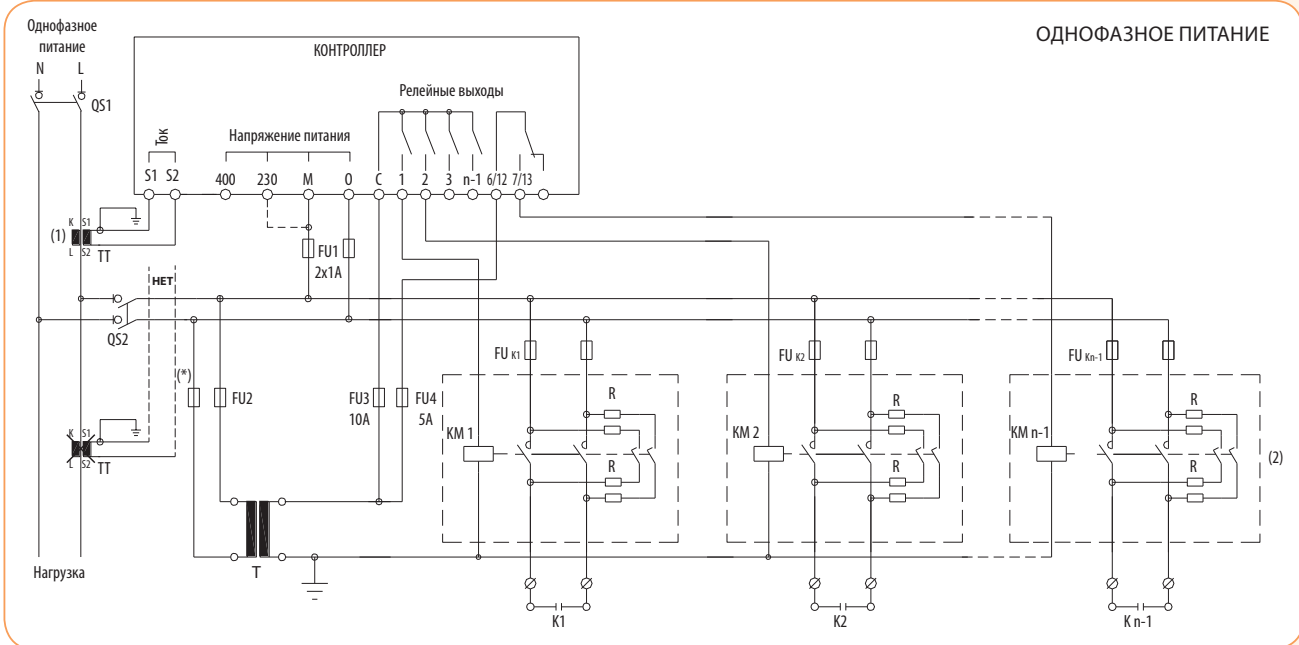 ОДНОФАЗНОЕ ПИТАНИЕ
Однофазное
питание
N L
QS1
КОНТРОЛЛЕР
Релейные выходы
Ток
Напряжение питания
S1 S2 400 230 M 0 C 1 2 3 n-1 6/12 7/13
K S1
(1)
L S2 TT
FU1
2x1A
НЕТ
QS2
(*)
FU2
FU3
10A
FU4
5A
FU K1
FU K2
FU Kn-1
R
R
R
KM 1
KM 2
KM n-1
R
R
R
(2)
K S1
L S2 TT
T
Нагрузка
K1
K2
K n-1